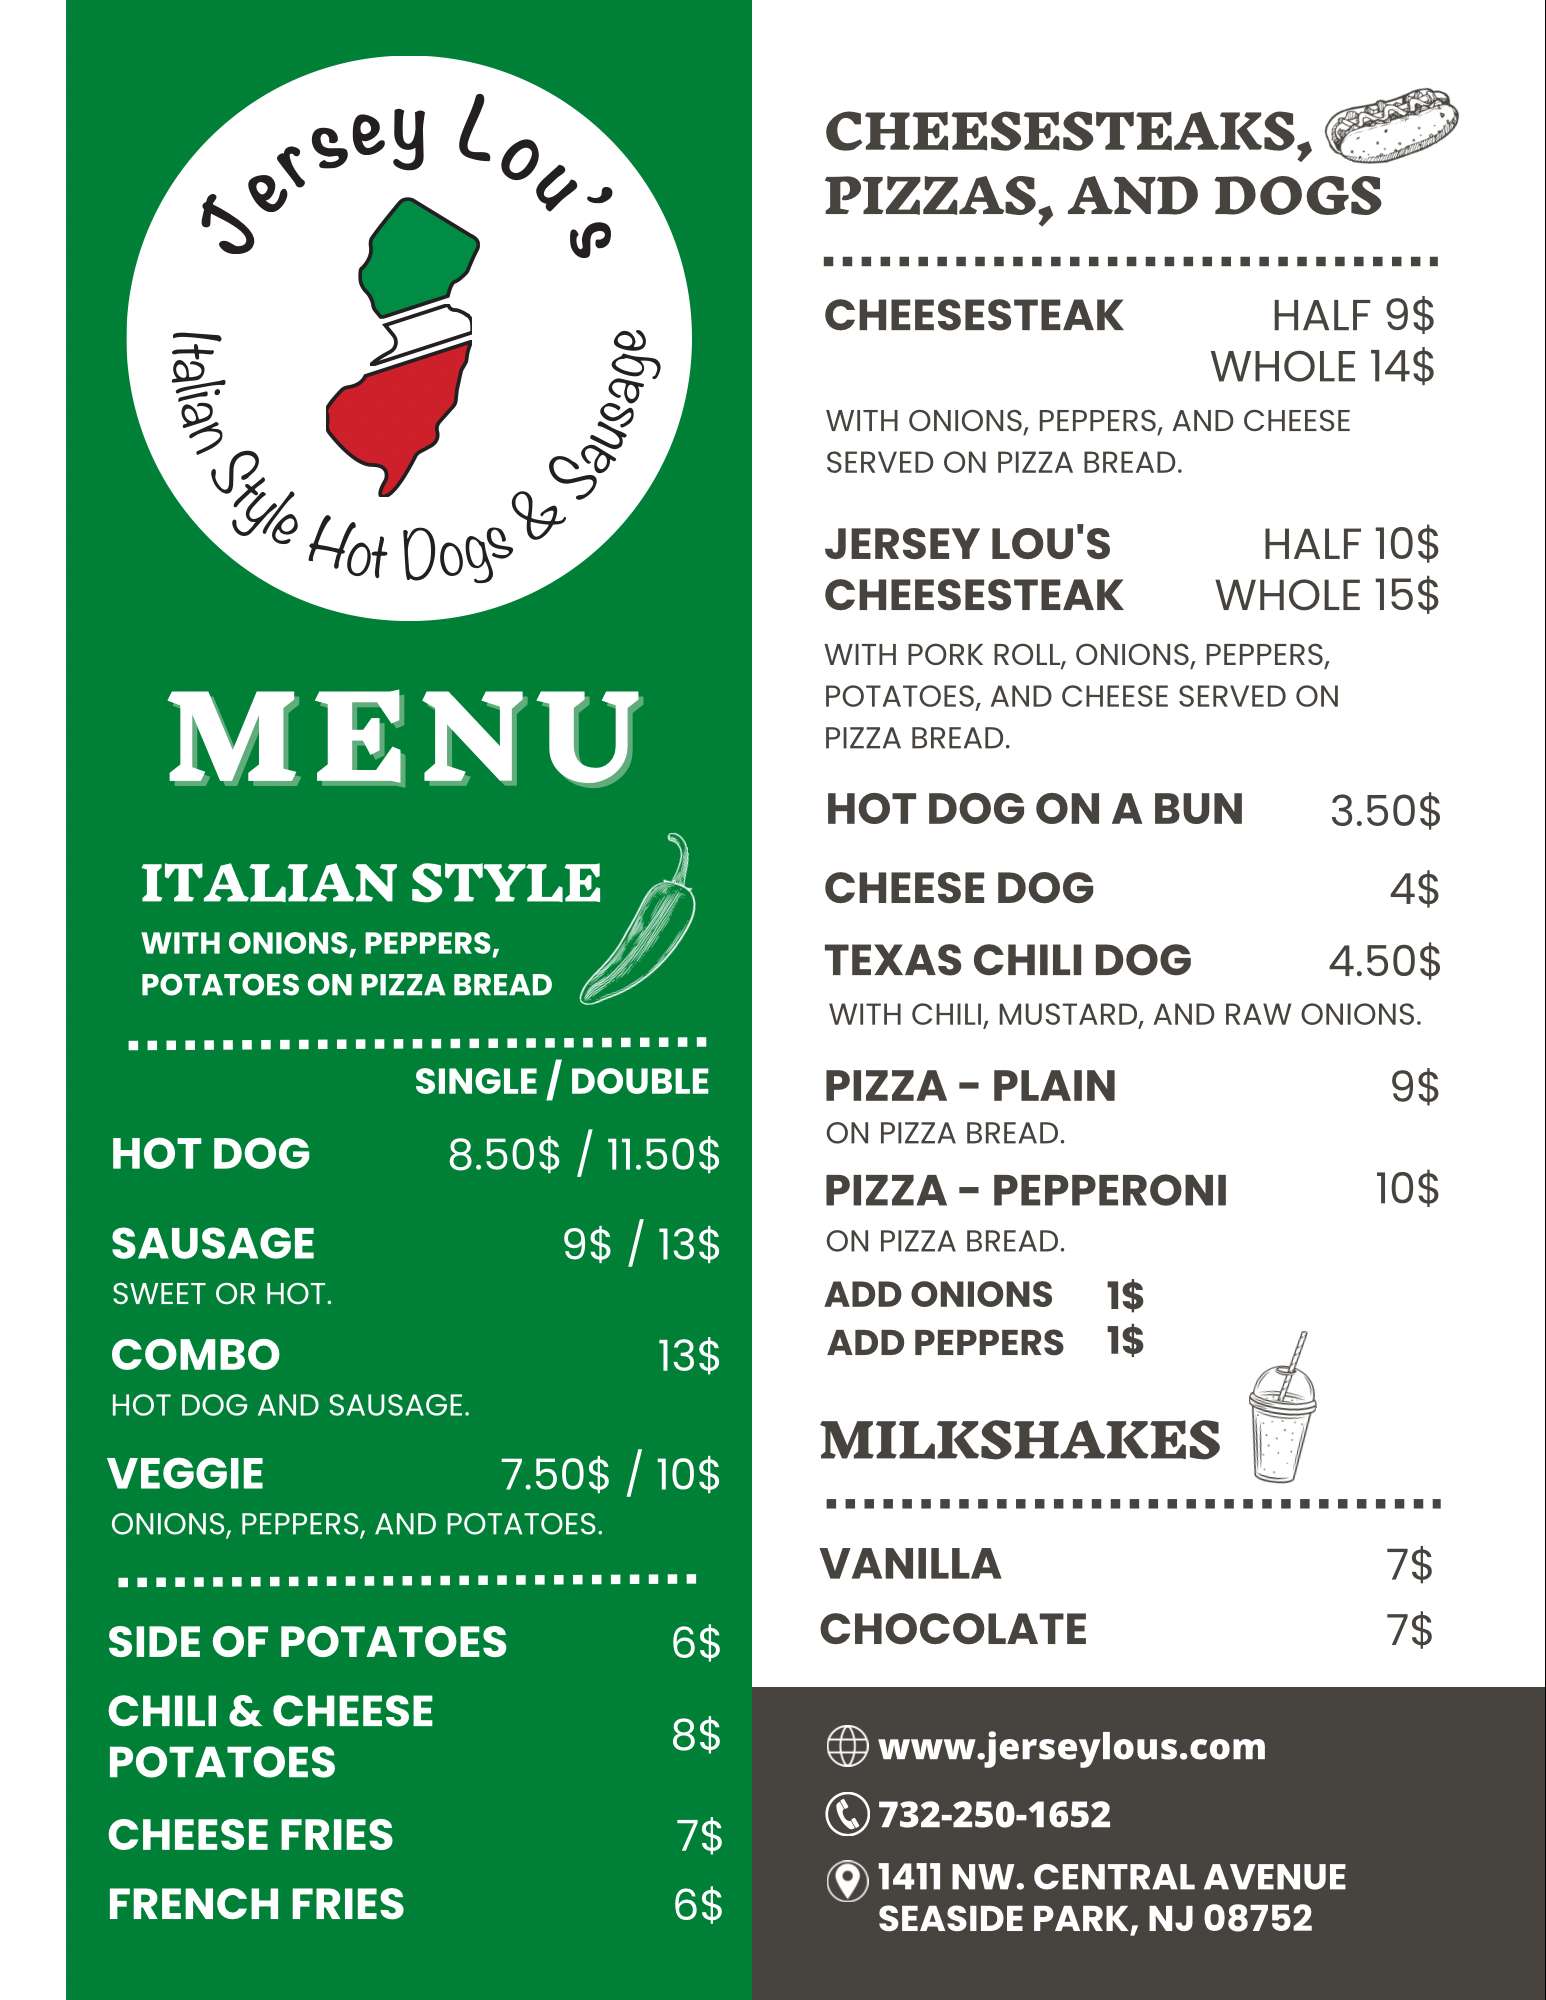 Jersey Lou's
Italian Style Hot Dogs & Sausage
MENU
ITALIAN STYLE
WITH ONIONS, PEPPERS,
POTATOES ON PIZZA BREAD
SINGLE / DOUBLE
HOT DOG 8.50$ / 11.50$
SAUSAGE 9$ / 13$
SWEET OR HOT.
COMBO 13$
HOT DOG AND SAUSAGE.
VEGGIE 7.50$ / 10$
ONIONS, PEPPERS, AND POTATOES.
SIDE OF POTATOES 6$
CHILI & CHEESE
POTATOES 8$
CHEESE FRIES 7$
FRENCH FRIES 6$
CHEESESTEAKS,
PIZZAS, AND DOGS
CHEESESTEAK HALF 9$
WHOLE 14$
WITH ONIONS, PEPPERS, AND CHEESE
SERVED ON PIZZA BREAD.
JERSEY LOU'S HALF 10$
CHEESESTEAK WHOLE 15$
WITH PORK ROLL, ONIONS, PEPPERS,
POTATOES, AND CHEESE SERVED ON
PIZZA BREAD.
HOT DOG ON A BUN 3.50$
CHEESE DOG 4$
TEXAS CHILI DOG 4.50$
WITH CHILI, MUSTARD, AND RAW ONIONS.
PIZZA - PLAIN 9$
ON PIZZA BREAD.
PIZZA - PEPPERONI 10$
ON PIZZA BREAD.
ADD ONIONS 1$
ADD PEPPERS 1$
MILKSHAKES
VANILLA 7$
CHOCOLATE 7$
www.jerseylous.com
732-250-1652
1411 NW. CENTRAL AVENUE
SEASIDE PARK, NJ 08752